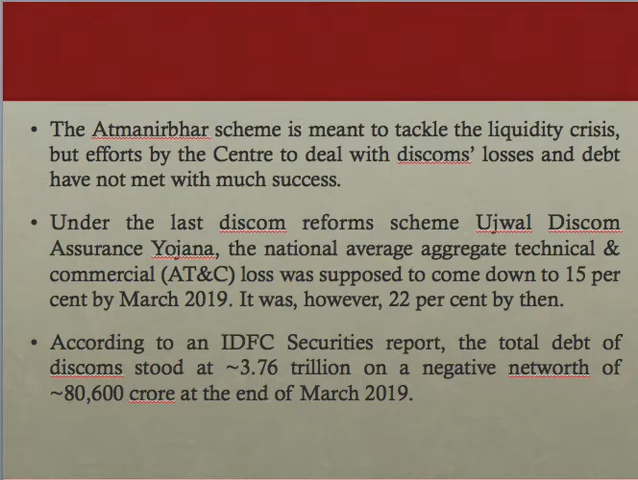 • The Atmanirbhar scheme is meant to tackle the liquidity crisis,
but efforts by the Centre to deal with discoms’ losses and debt
have not met with much success.
• Under the last discom reforms scheme Ujwal Discom
Assurance Yojana, the national average aggregate technical &
commercial (AT&C) loss was supposed to come down to 15 per
cent by March 2019. It was, however, 22 per cent by then.
• According to an IDFC Securities report, the total debt of
discoms stood at ~3.76 trillion on a negative networth of
~80,600 crore at the end of March 2019.